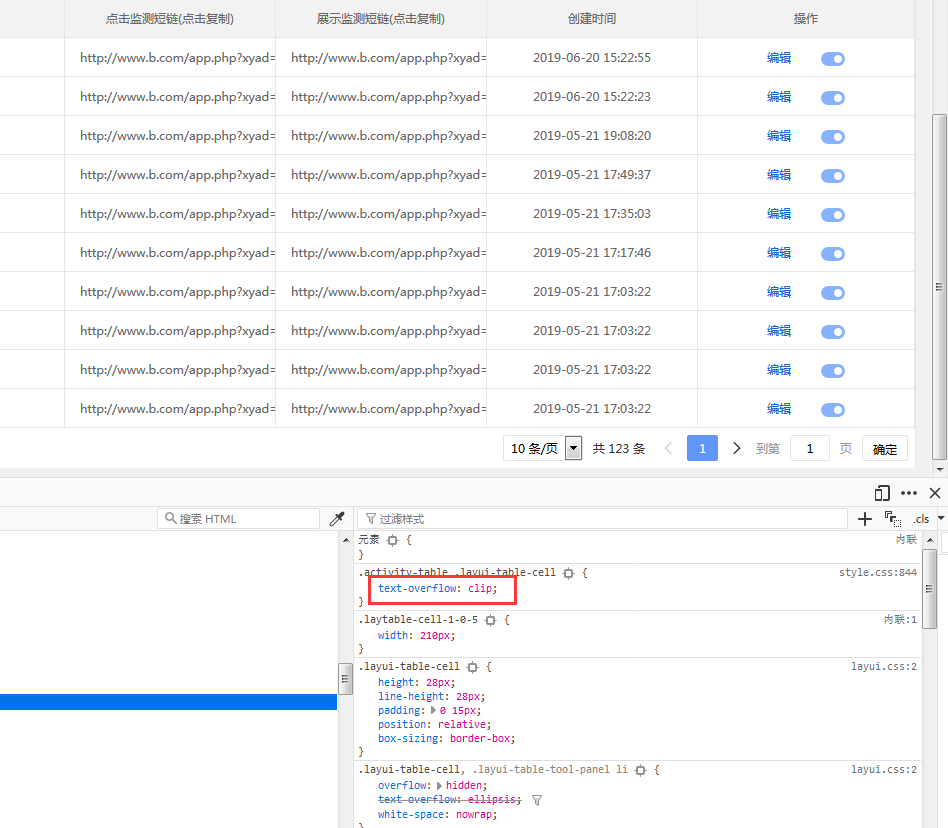 点击监测短链(点击复制) 展示监测短链(点击复制) 创建时间 操作
http://www.b.com/app.php?xyad= http://www.b.com/app.php?xyad= 2019-06-20 15:22:55 编辑
http://www.b.com/app.php?xyad= http://www.b.com/app.php?xyad= 2019-06-20 15:22:23 编辑
http://www.b.com/app.php?xyad= http://www.b.com/app.php?xyad= 2019-05-21 19:08:20 编辑
http://www.b.com/app.php?xyad= http://www.b.com/app.php?xyad= 2019-05-21 17:49:37 编辑
http://www.b.com/app.php?xyad= http://www.b.com/app.php?xyad= 2019-05-21 17:35:03 编辑
http://www.b.com/app.php?xyad= http://www.b.com/app.php?xyad= 2019-05-21 17:17:46 编辑
http://www.b.com/app.php?xyad= http://www.b.com/app.php?xyad= 2019-05-21 17:03:22 编辑
http://www.b.com/app.php?xyad= http://www.b.com/app.php?xyad= 2019-05-21 17:03:22 编辑
http://www.b.com/app.php?xyad= http://www.b.com/app.php?xyad= 2019-05-21 17:03:22 编辑
http://www.b.com/app.php?xyad= http://www.b.com/app.php?xyad= 2019-05-21 17:03:22 编辑
10 条/页 共 123 条 1 到第 1 页 确定
搜索 HTML 过滤样式 .cls
元素 { 内联
}
.activity-table .layui-table-cell { style.css:844
text-overflow: clip;
}
.laytable-cell-1-0-5 { 内联:1
width: 210px;
}
.layui-table-cell { layui.css:2
height: 28px;
line-height: 28px;
padding: 0 15px;
position: relative;
box-sizing: border-box;
}
.layui-table-cell, .layui-table-tool-panel li { layui.css:2
overflow: hidden;
text-overflow: ellipsis;
white-space: nowrap;
}